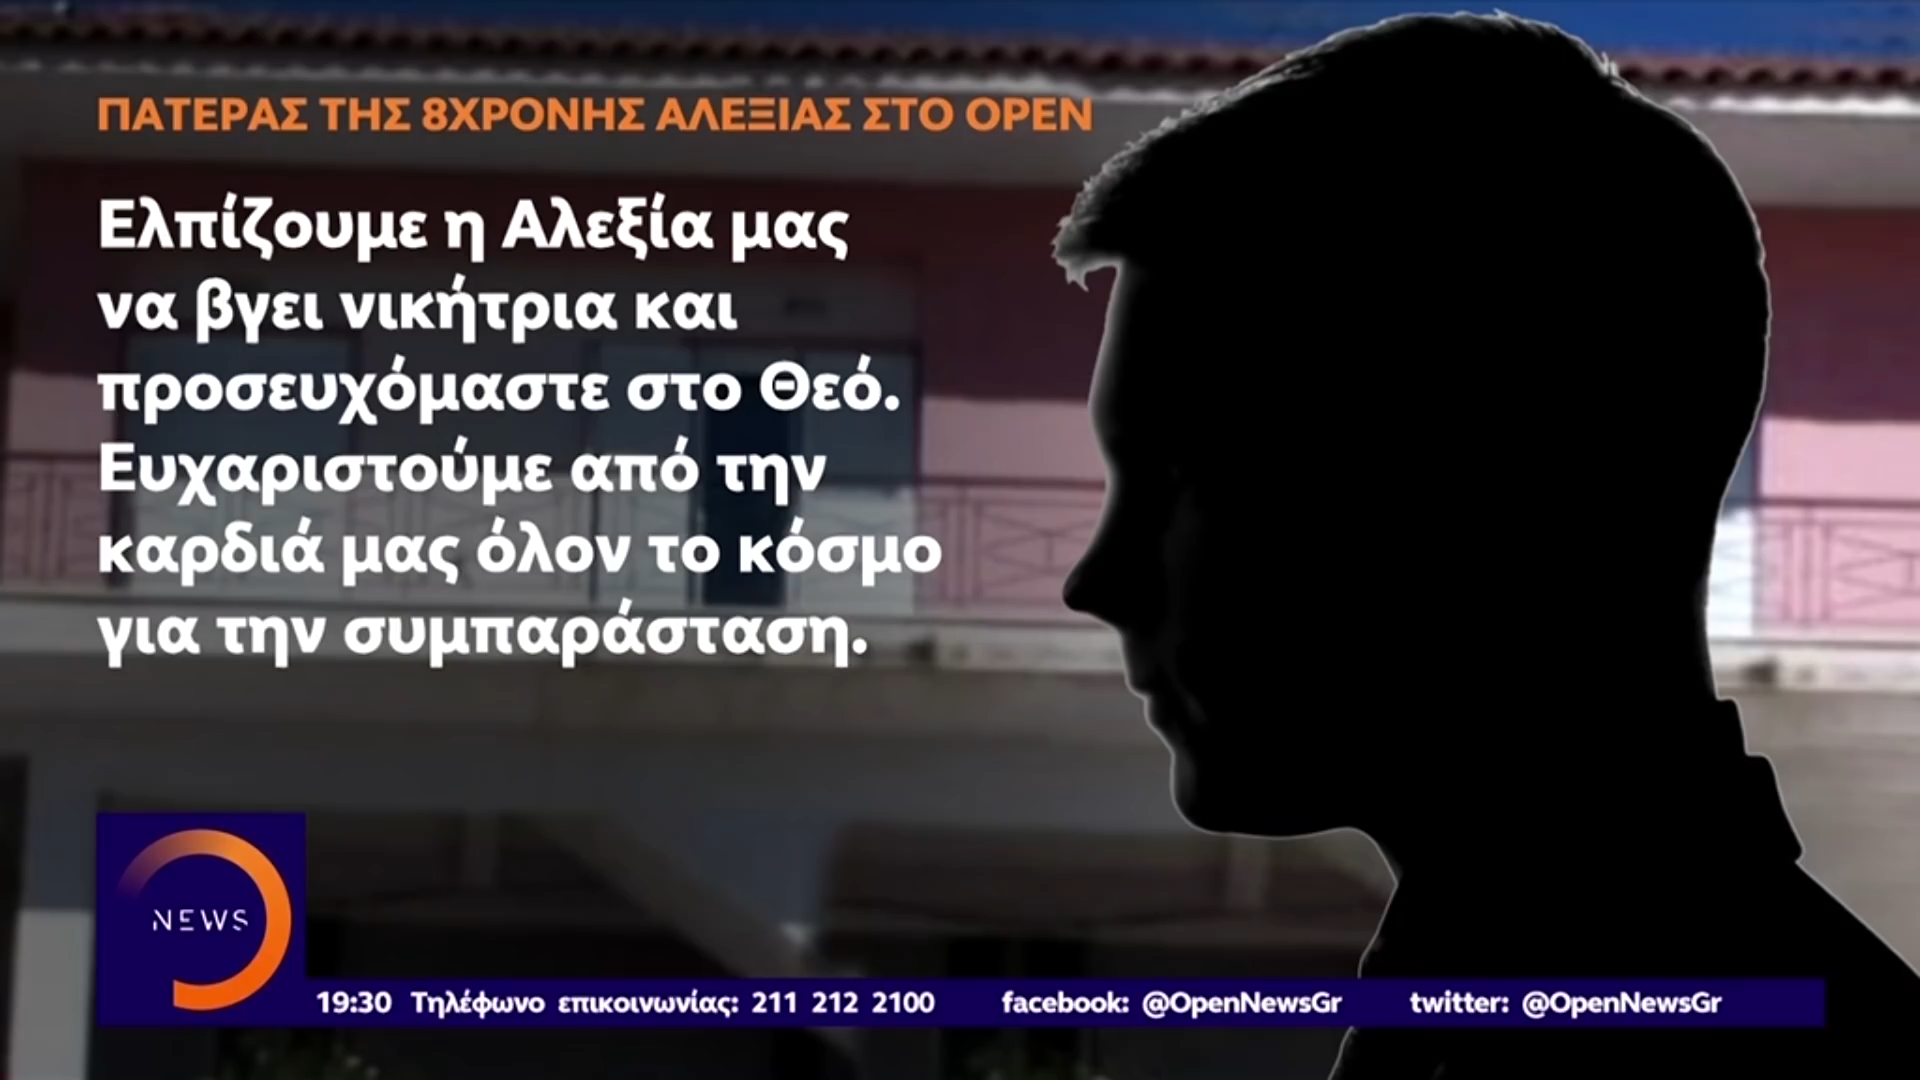 ΠΑΤΕΡΑΣ ΤΗΣ 8ΧΡΟΝΗΣ ΑΛΕΞΙΑΣ ΣΤΟ OPEN
Ελπίζουμε η Αλεξία μας
να βγει νικήτρια και
προσευχόμαστε στο Θεό.
Ευχαριστούμε από την
καρδιά μας όλον το κόσμο
για την συμπαράσταση.
NEWS
19:30 Τηλέφωνο επικοινωνίας: 211 212 2100 facebook: @OpenNewsGr twitter: @OpenNewsGr